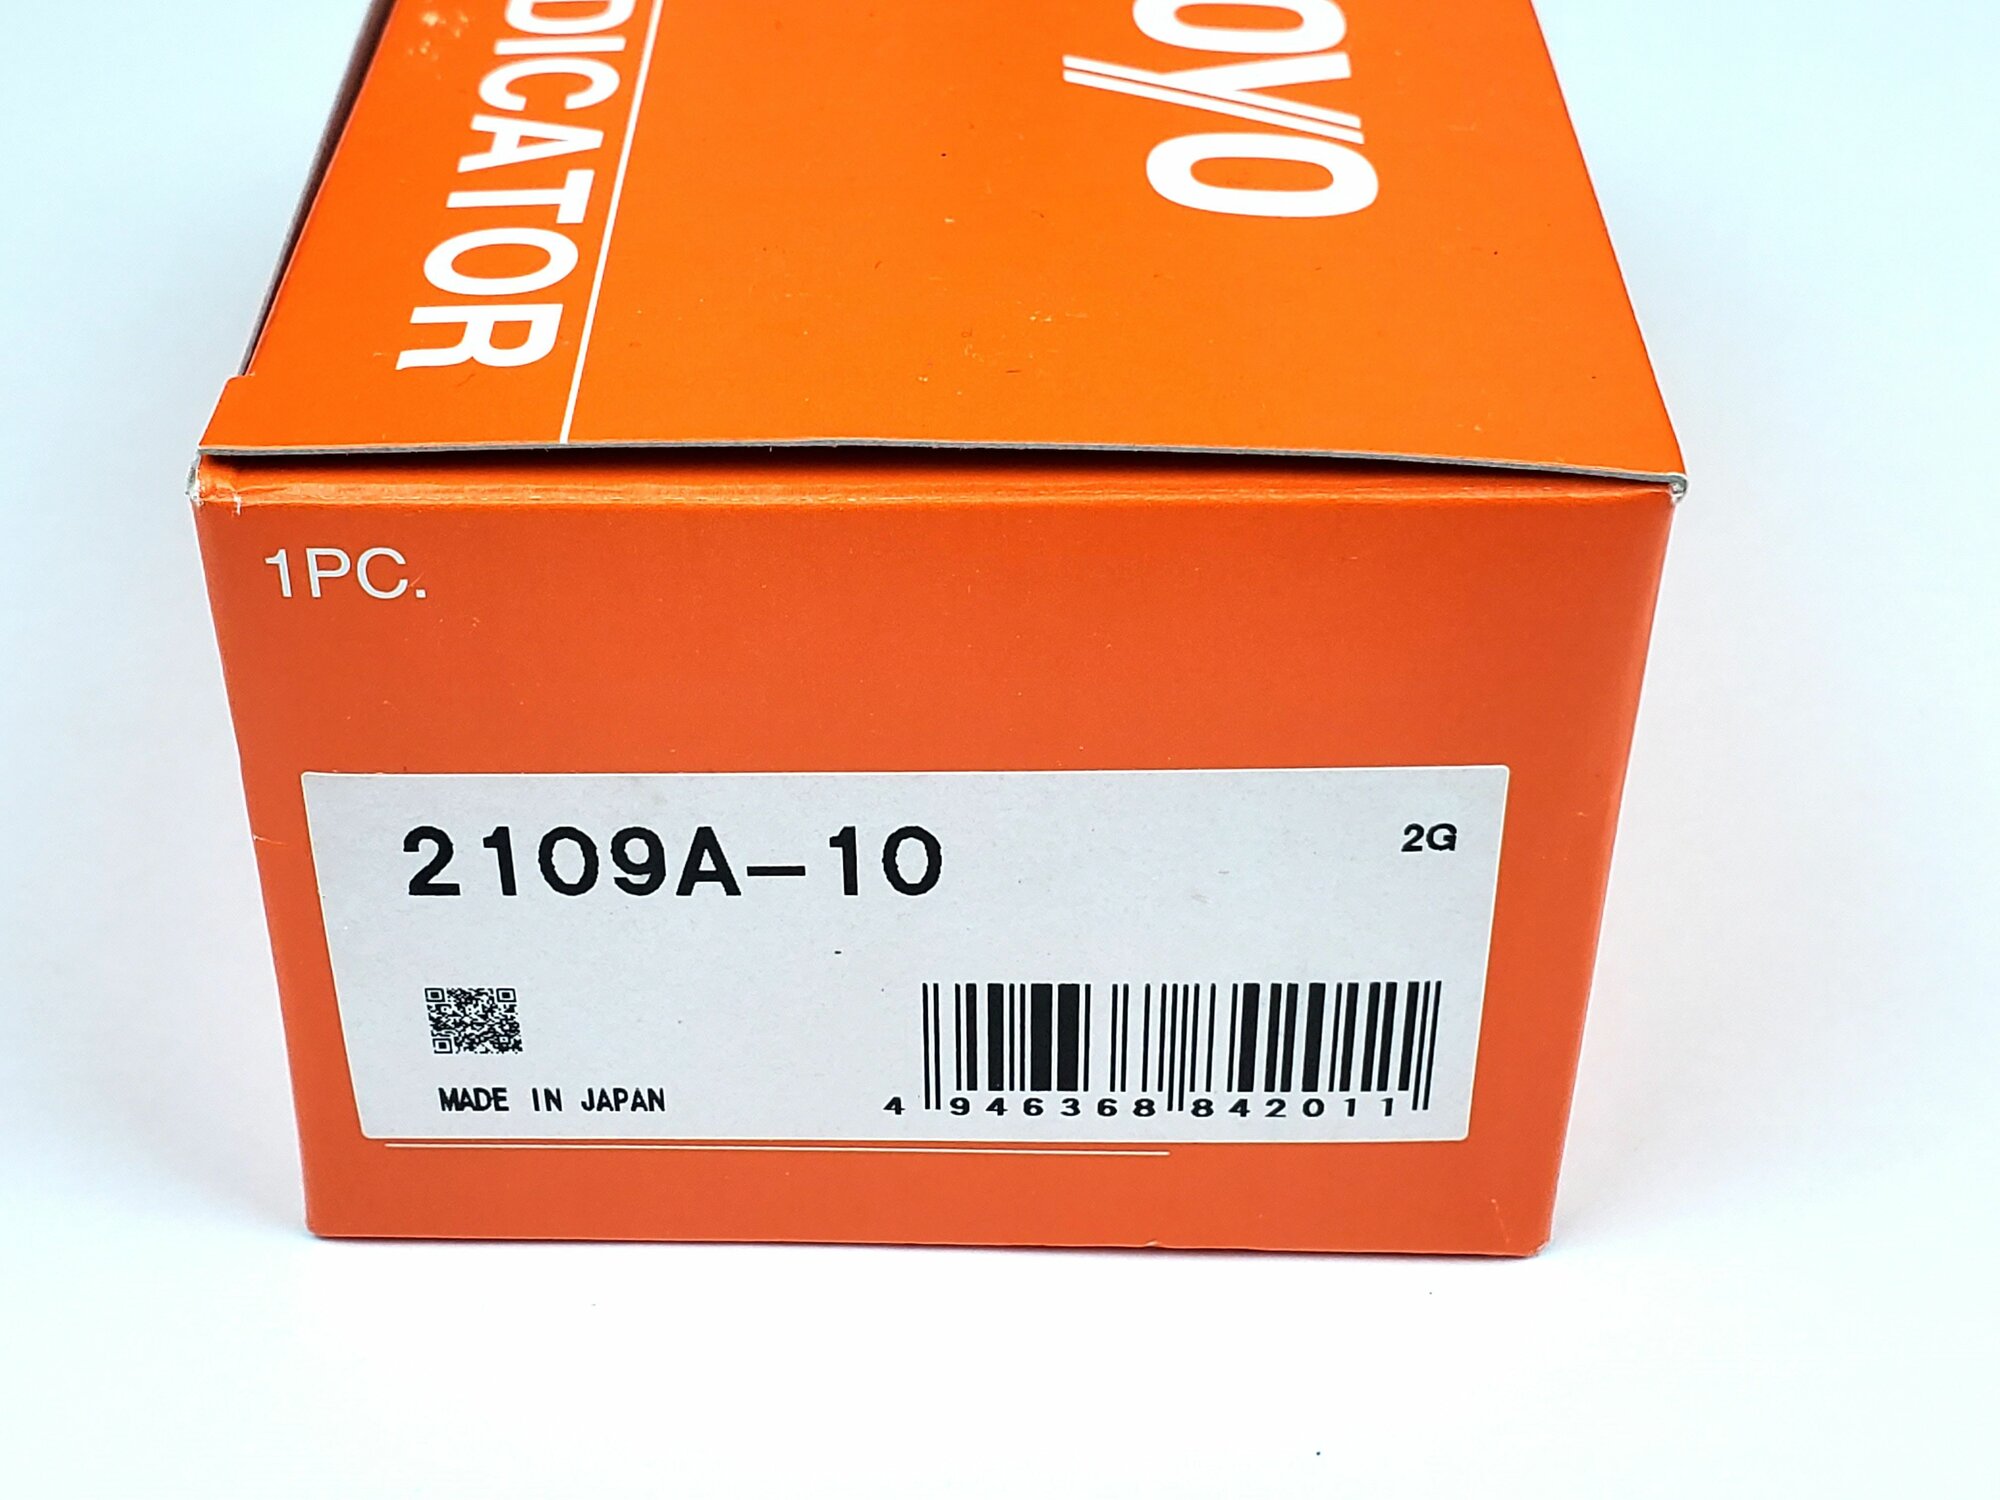 DICATOR
oyo
1PC.
2109A-10
2G
MADE IN JAPAN
4 946368 842011